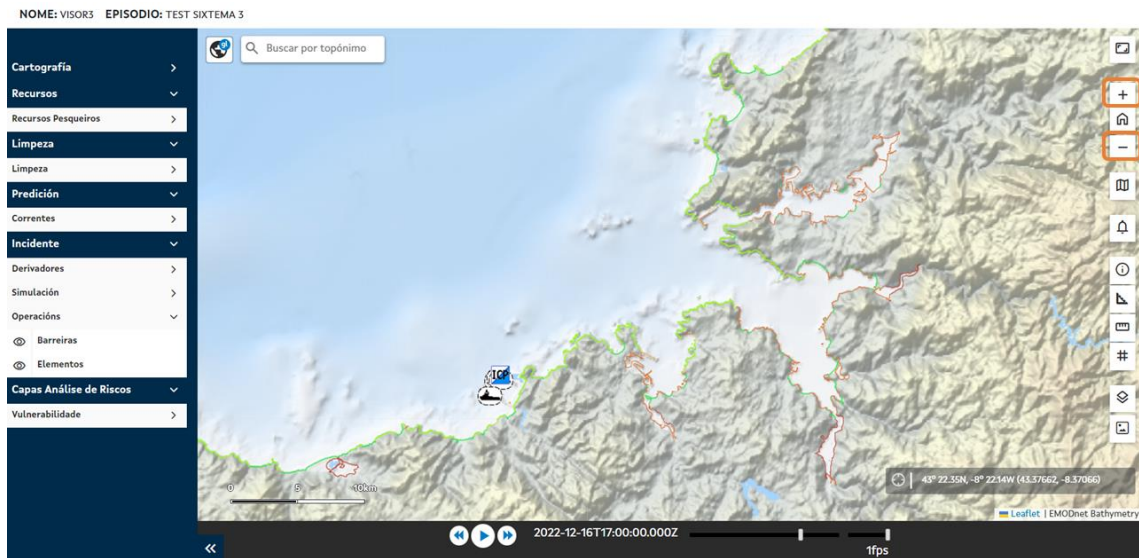 NOME: VISOR3 EPISODIO: TEST SIXTEMA 3
gl
Buscar por topónimo
Cartografía
Recursos
Recursos Pesqueiros
Limpeza
Limpeza
Predición
Correntes
Incidente
Derivadores
Simulación
Operacións
Barreiras
Elementos
Capas Análise de Riscos
Vulnerabilidade
ICP
0 5 10km
43° 22.35N, -8° 22.14W (43.37662, -8.37066)
Leaflet | EMODnet Bathymetry
2022-12-16T17:00:00.000Z
1fps